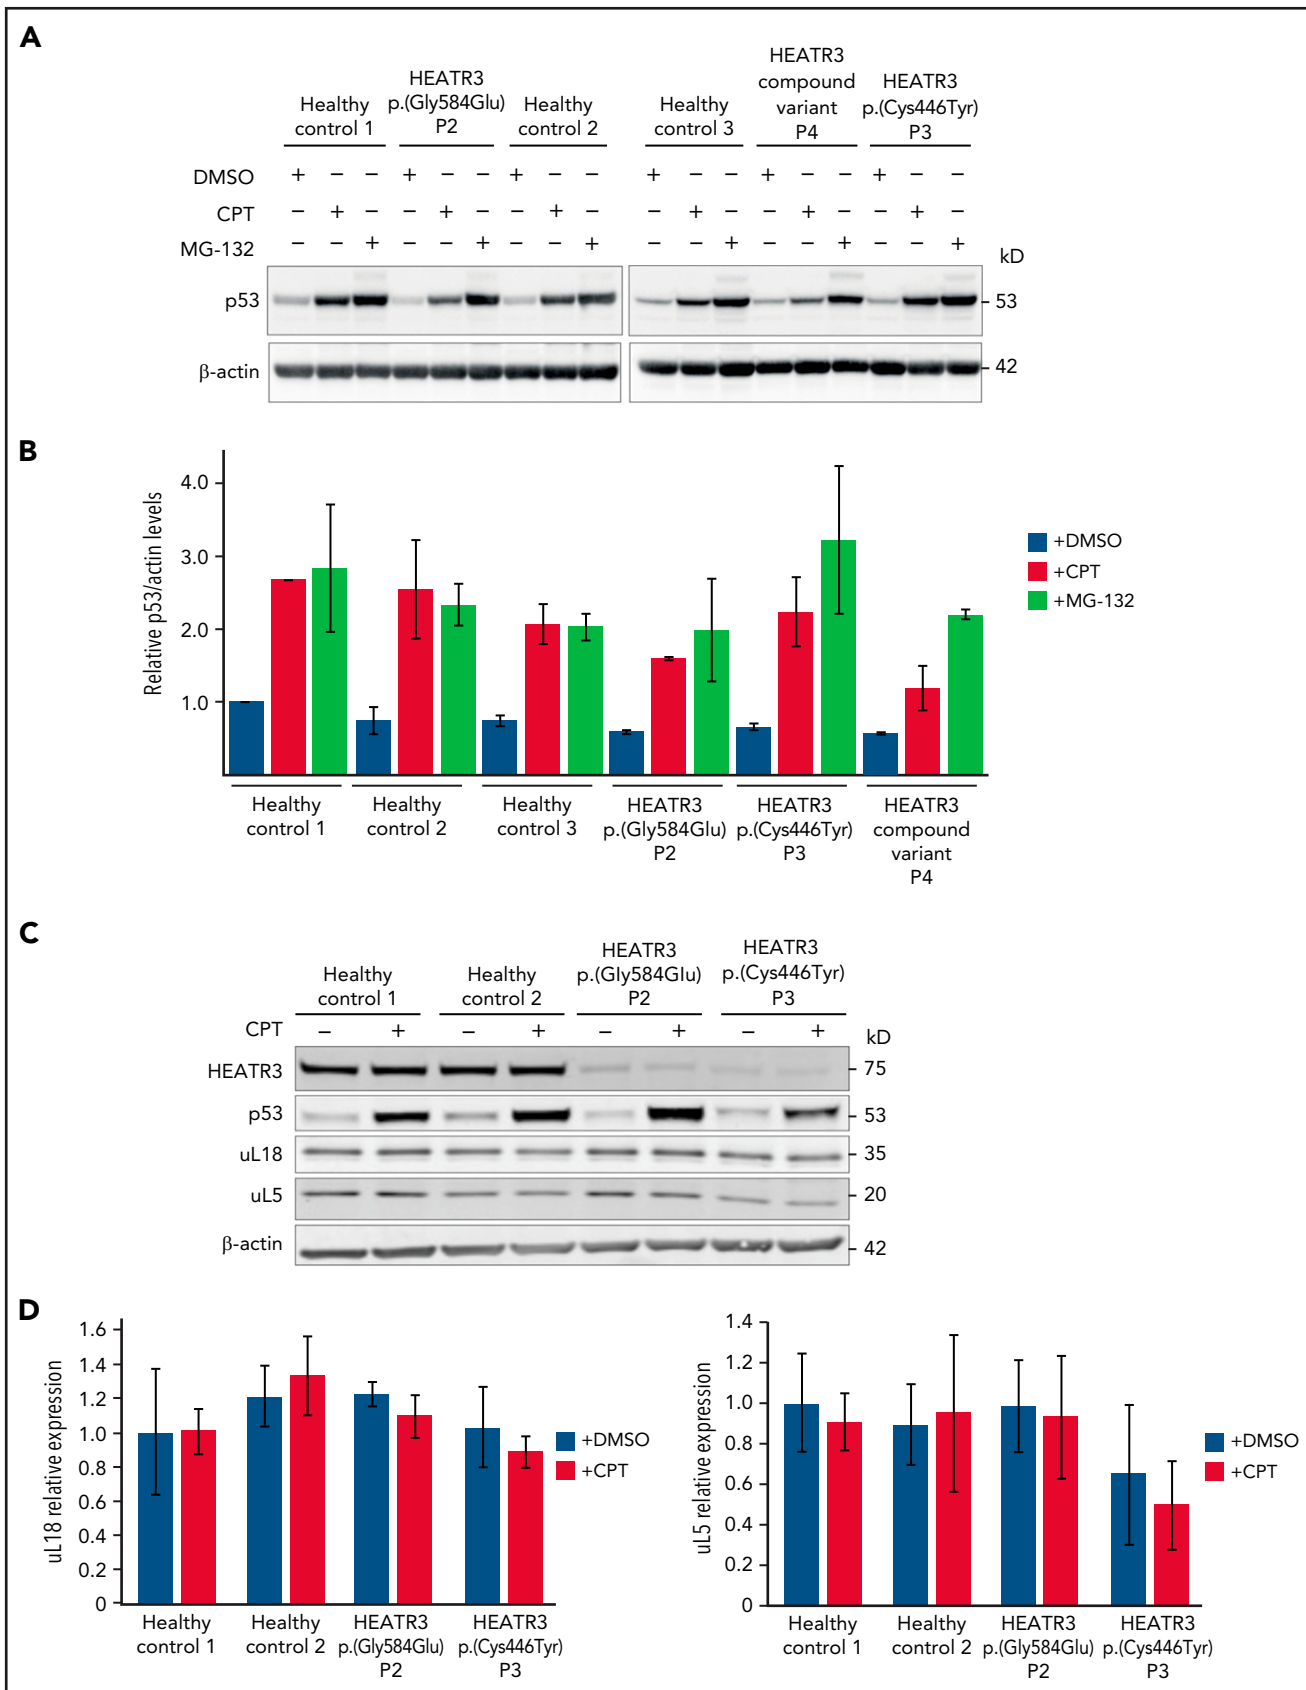 A
Healthy
control 1
HEATR3
p.(Gly584Glu)
P2
Healthy
control 2
Healthy
control 3
HEATR3
compound
variant
P4
HEATR3
p.(Cys446Tyr)
P3
DMSO + − − + − − + − − + − − + − − + − −
CPT − + − − + − − + − − + − − + − − + −
MG-132 − − + − − + − − + − − + − − + − − +
kD
p53
53
β-actin
42
B
Relative p53/actin levels
4.0
3.0
2.0
1.0
+DMSO
+CPT
+MG-132
Healthy
control 1
Healthy
control 2
Healthy
control 3
HEATR3
p.(Gly584Glu)
P2
HEATR3
p.(Cys446Tyr)
P3
HEATR3
compound
variant
P4
C
Healthy
control 1
Healthy
control 2
HEATR3
p.(Gly584Glu)
P2
HEATR3
p.(Cys446Tyr)
P3
CPT − + − + − + − +
kD
HEATR3
75
p53
53
uL18
35
uL5
20
β-actin
42
D
uL18 relative expression
1.6
1.4
1.2
1.0
0.8
0.6
0.4
0.2
0
+DMSO
+CPT
Healthy
control 1
Healthy
control 2
HEATR3
p.(Gly584Glu)
P2
HEATR3
p.(Cys446Tyr)
P3
uL5 relative expression
1.4
1.2
1.0
0.8
0.6
0.4
0.2
0
+DMSO
+CPT
Healthy
control 1
Healthy
control 2
HEATR3
p.(Gly584Glu)
P2
HEATR3
p.(Cys446Tyr)
P3